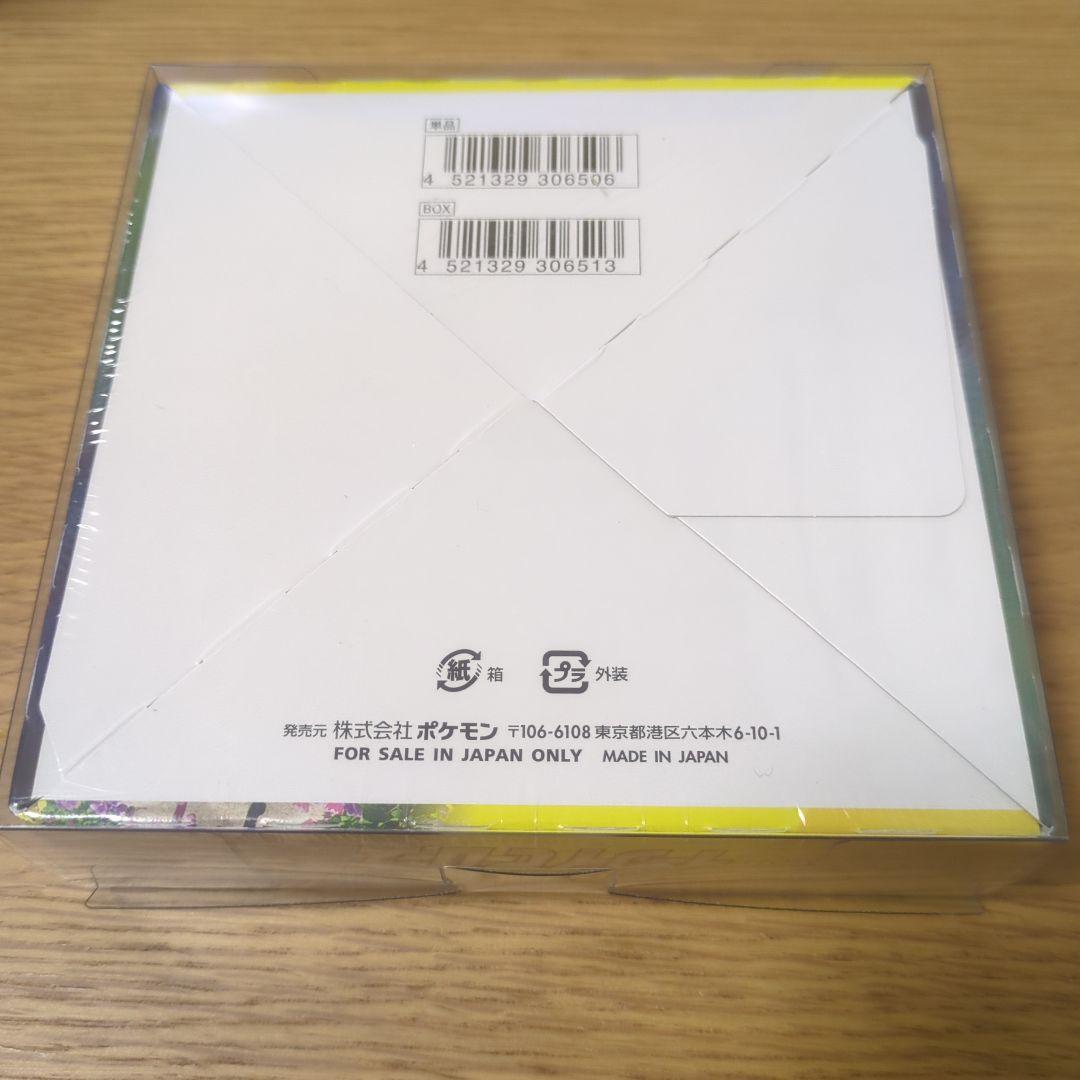 単品
4 521329 306506
BOX
4 521329 306513
紙 箱 プラ 外装
発売元 株式会社 ポケモン 〒106-6108 東京都港区六本木6-10-1
FOR SALE IN JAPAN ONLY MADE IN JAPAN